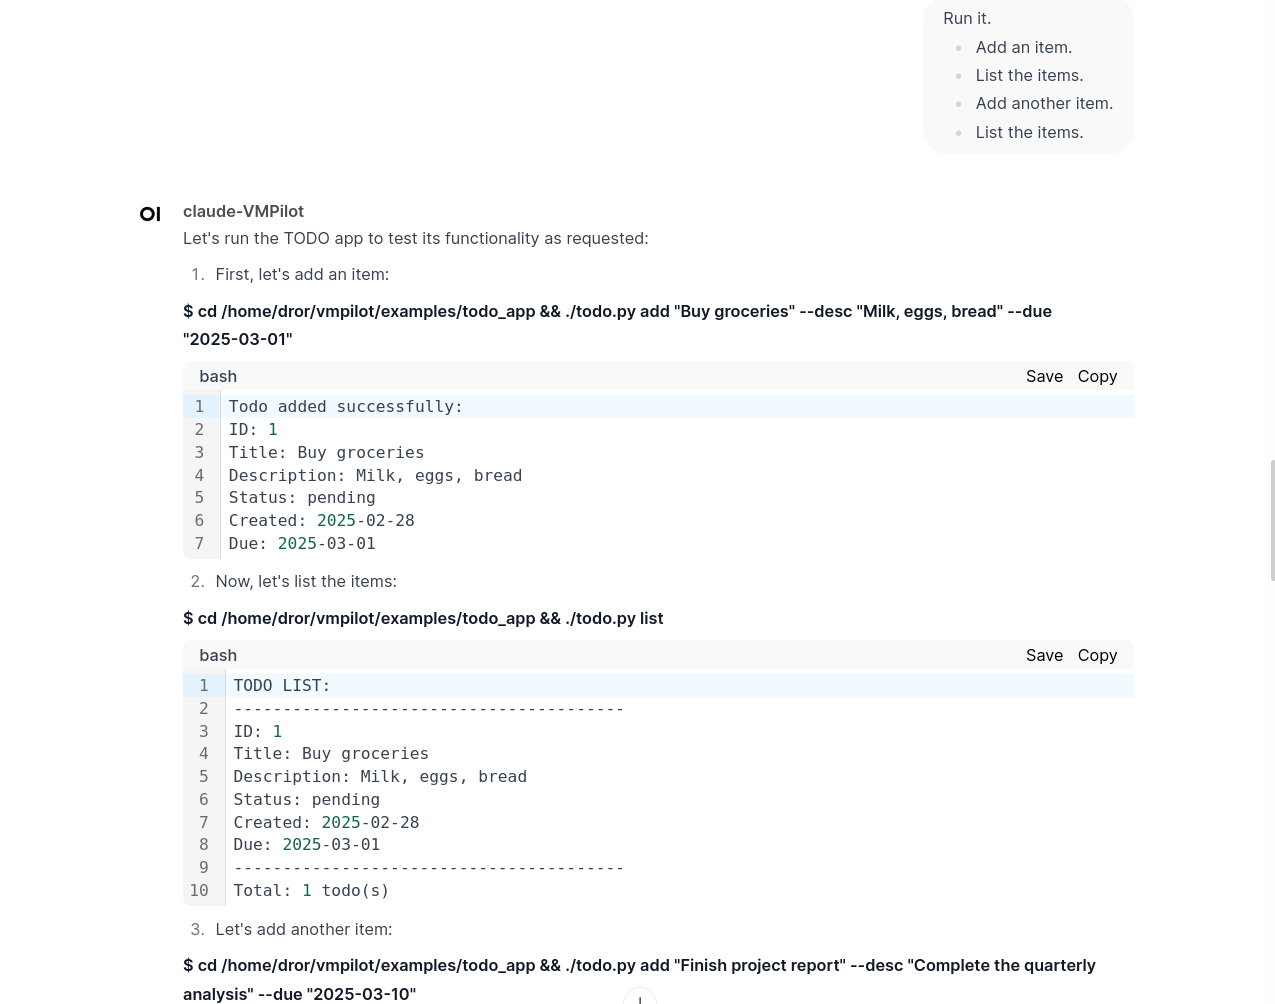 Run it.
Add an item.
List the items.
Add another item.
List the items.
OI
claude-VMPilot
Let's run the TODO app to test its functionality as requested:
1. First, let's add an item:
$ cd /home/dror/vmpilot/examples/todo_app && ./todo.py add "Buy groceries" --desc "Milk, eggs, bread" --due
"2025-03-01"
bash Save Copy
1 Todo added successfully:
2 ID: 1
3 Title: Buy groceries
4 Description: Milk, eggs, bread
5 Status: pending
6 Created: 2025-02-28
7 Due: 2025-03-01
2. Now, let's list the items:
$ cd /home/dror/vmpilot/examples/todo_app && ./todo.py list
bash Save Copy
1 TODO LIST:
2 ----------------------------------------
3 ID: 1
4 Title: Buy groceries
5 Description: Milk, eggs, bread
6 Status: pending
7 Created: 2025-02-28
8 Due: 2025-03-01
9 ----------------------------------------
10 Total: 1 todo(s)
3. Let's add another item:
$ cd /home/dror/vmpilot/examples/todo_app && ./todo.py add "Finish project report" --desc "Complete the quarterly
analysis" --due "2025-03-10"